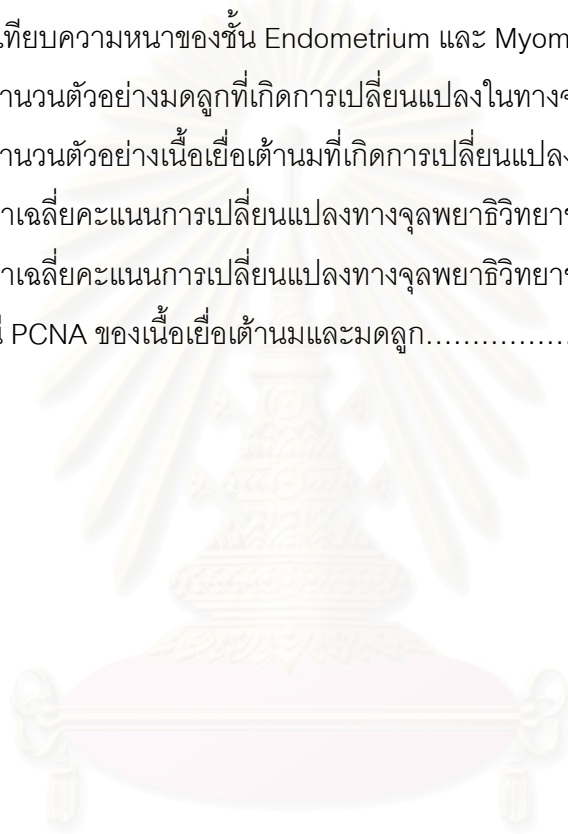 เทียบความหนาของชั้น Endometrium และ Myom
ำนวนตัวอย่างมดลูกที่เกิดการเปลี่ยนแปลงในทางจ
ำนวนตัวอย่างเนื้อเยื่อเต้านมที่เกิดการเปลี่ยนแปลง
าเฉลี่ยคะแนนการเปลี่ยนแปลงทางจุลพยาธิวิทยาข
าเฉลี่ยคะแนนการเปลี่ยนแปลงทางจุลพยาธิวิทยาข
PCNA ของเนื้อเยื่อเต้านมและมดลูก……………….